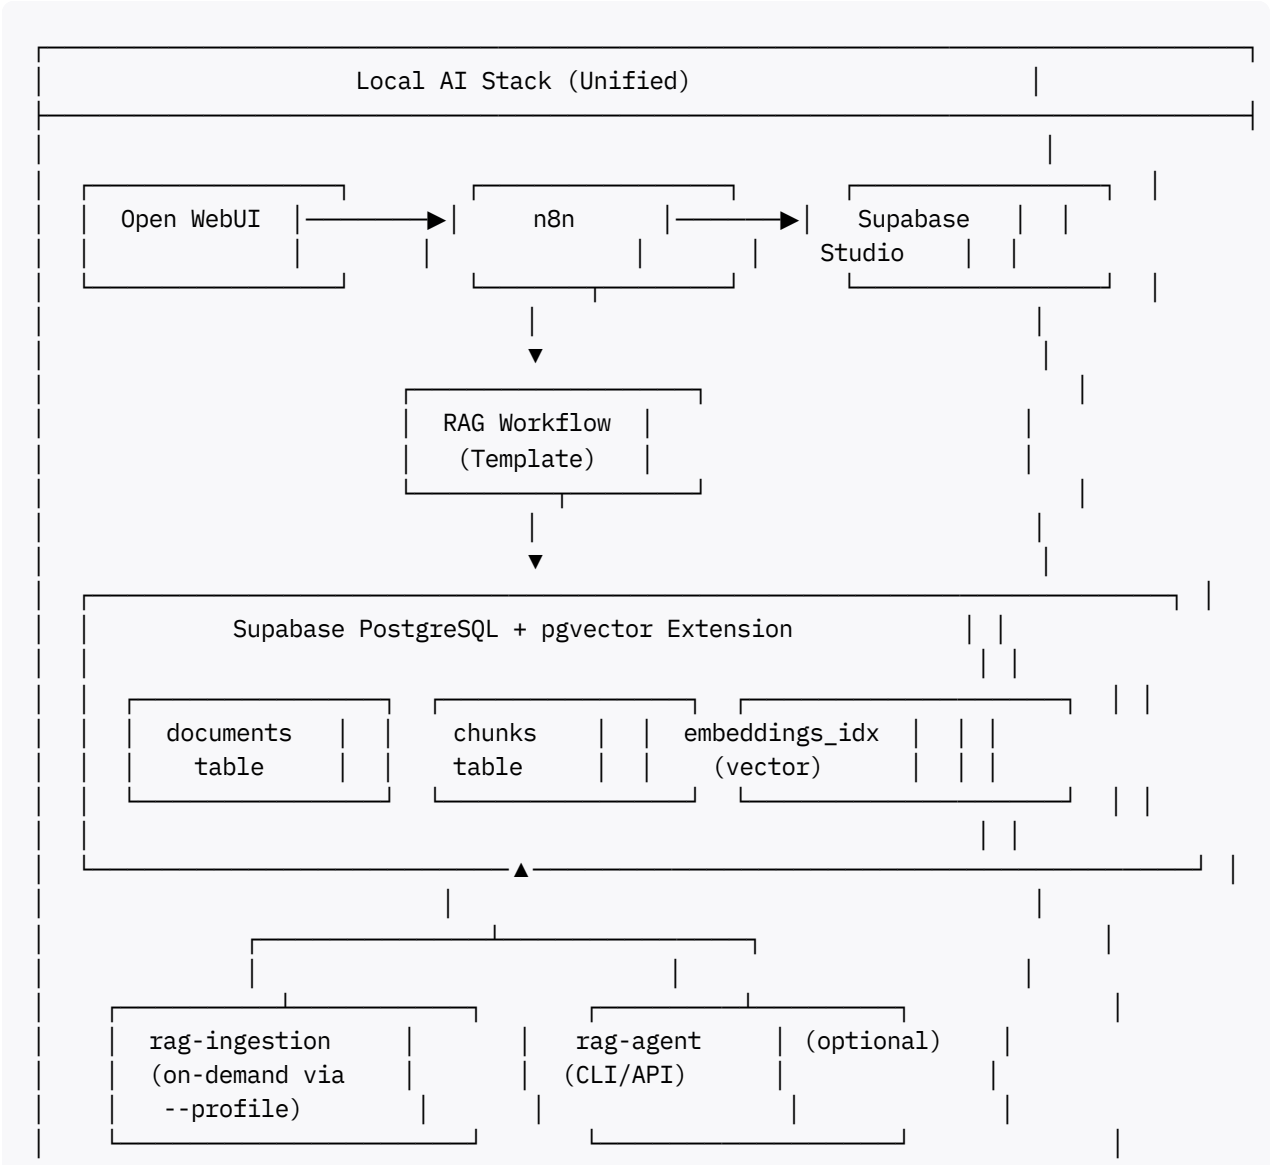 Local AI Stack (Unified)
Open WebUI n8n Supabase
Studio
RAG Workflow
(Template)
Supabase PostgreSQL + pgvector Extension
documents chunks embeddings_idx
table table (vector)
rag-ingestion rag-agent (optional)
(on-demand via (CLI/API)
--profile)